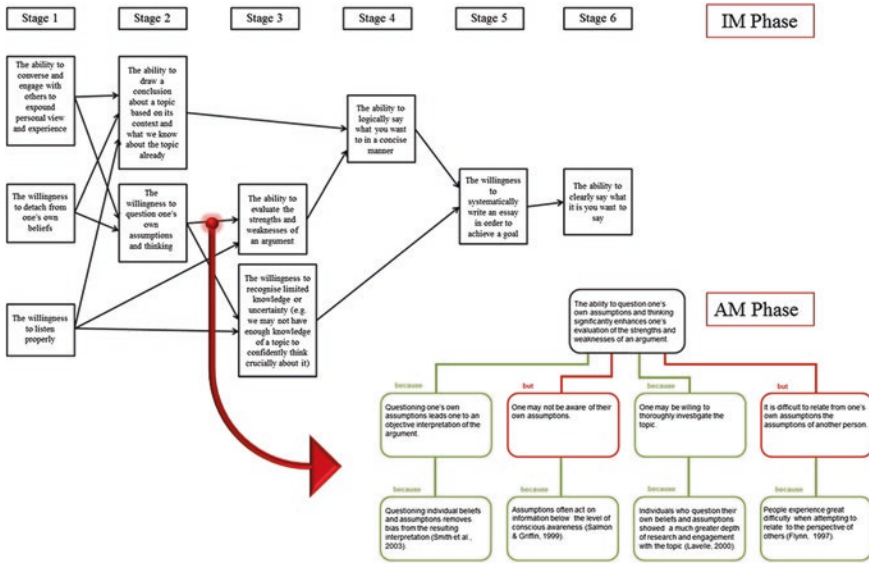 Stage 1
Stage 2
Stage 3
Stage 4
Stage 5
Stage 6
IM Phase
The ability to
converse and
engage with
others to
expound
personal view
and experience
The ability to
draw a
conclusion
about a topic
based on its
context and
what we know
about the topic
already
The ability to
logically say
what you want
to in a concise
manner
The willingness
to detach from
one's own
beliefs
The
willingness to
question one's
own
assumptions
and thinking
The ability to
evaluate the
strengths and
weaknesses of
an argument
The willingness
to
systematically
write an essay
in order to
achieve a goal
The ability to
clearly say
what it is you
want to
say
The willingness
to listen
properly
The willingness to
recognise limited
knowledge or
uncertainty (e.g.
we may not have
enough knowledge
of a topic to
confidently think
crucially about it)
AM Phase
The ability to question one's
own assumptions and thinking
significantly enhances one's
evaluation of the strengths and
weaknesses of an argument.
because
but
because
but
Questioning one's own
assumptions leads one to an
objective interpretation of the
argument.
One may not be aware of their
own assumptions.
One may be wiling to
thoroughly investigate the
topic.
It is difficult to relate from one's
own assumptions the
assumptions of another person.
because
because
because
because
Questioning individual beliefs
and assumptions removes
bias from the resulting
interpretation (Smith et al.,
2003).
Assumptions often act on
information below the level of
conscious awareness (Salmon
& Griffin, 1999).
Individuals who question their
own beliefs and assumptions
showed a much greater depth
of research and engagement
with the topic (Lavelle, 2000).
People experience great
difficulty when attempting to
relate to the perspective of
others (Flynn, 1997).